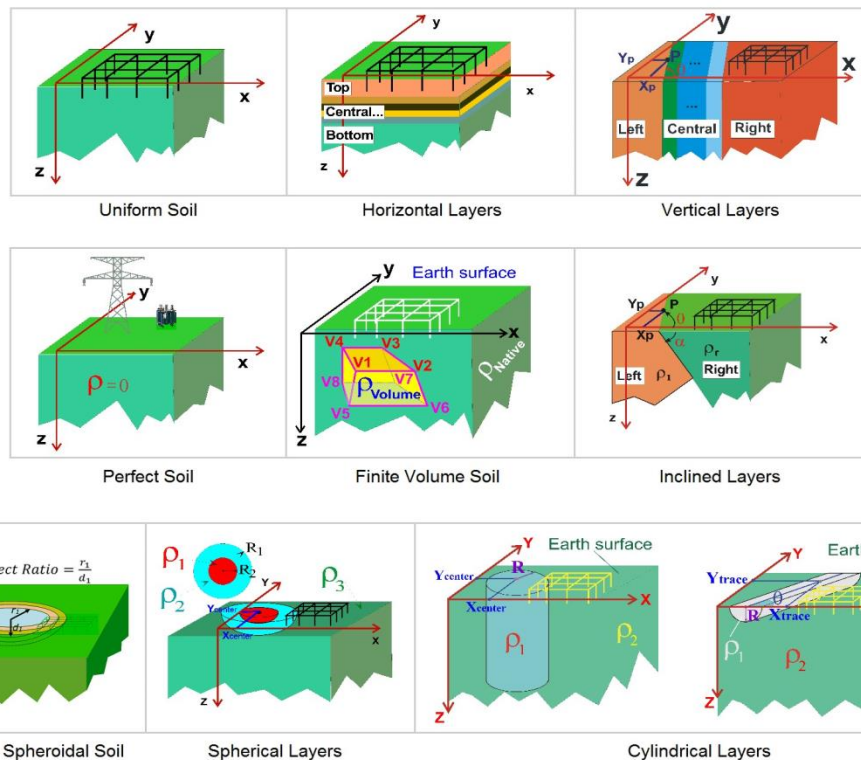 y
x
z
Uniform Soil
y
x
z
Top
Central...
Bottom
Horizontal Layers
y
x
z
Yp
P
θ
Xp
...
...
Left
Central
Right
Vertical Layers
y
x
z
ρ=0
Perfect Soil
Earth surface
y
x
z
V4
V3
V1
V2
V7
V8
V5
V6
ρVolume
ρNative
Finite Volume Soil
y
x
z
Yp
P
θ
Xp
α
ρr
ρ1
Left
Right
Inclined Layers
ect Ratio = r1/d1
r1
d1
Spheroidal Soil
ρ1
ρ2
R1
R2
Y
Ycenter
Xcenter
ρ3
x
z
Spherical Layers
Y
Earth surface
R
Ycenter
Xcenter
X
ρ1
ρ2
Z
Y
Eart
Ytrace
θ
R
Xtrace
ρ1
ρ2
Z
Cylindrical Layers